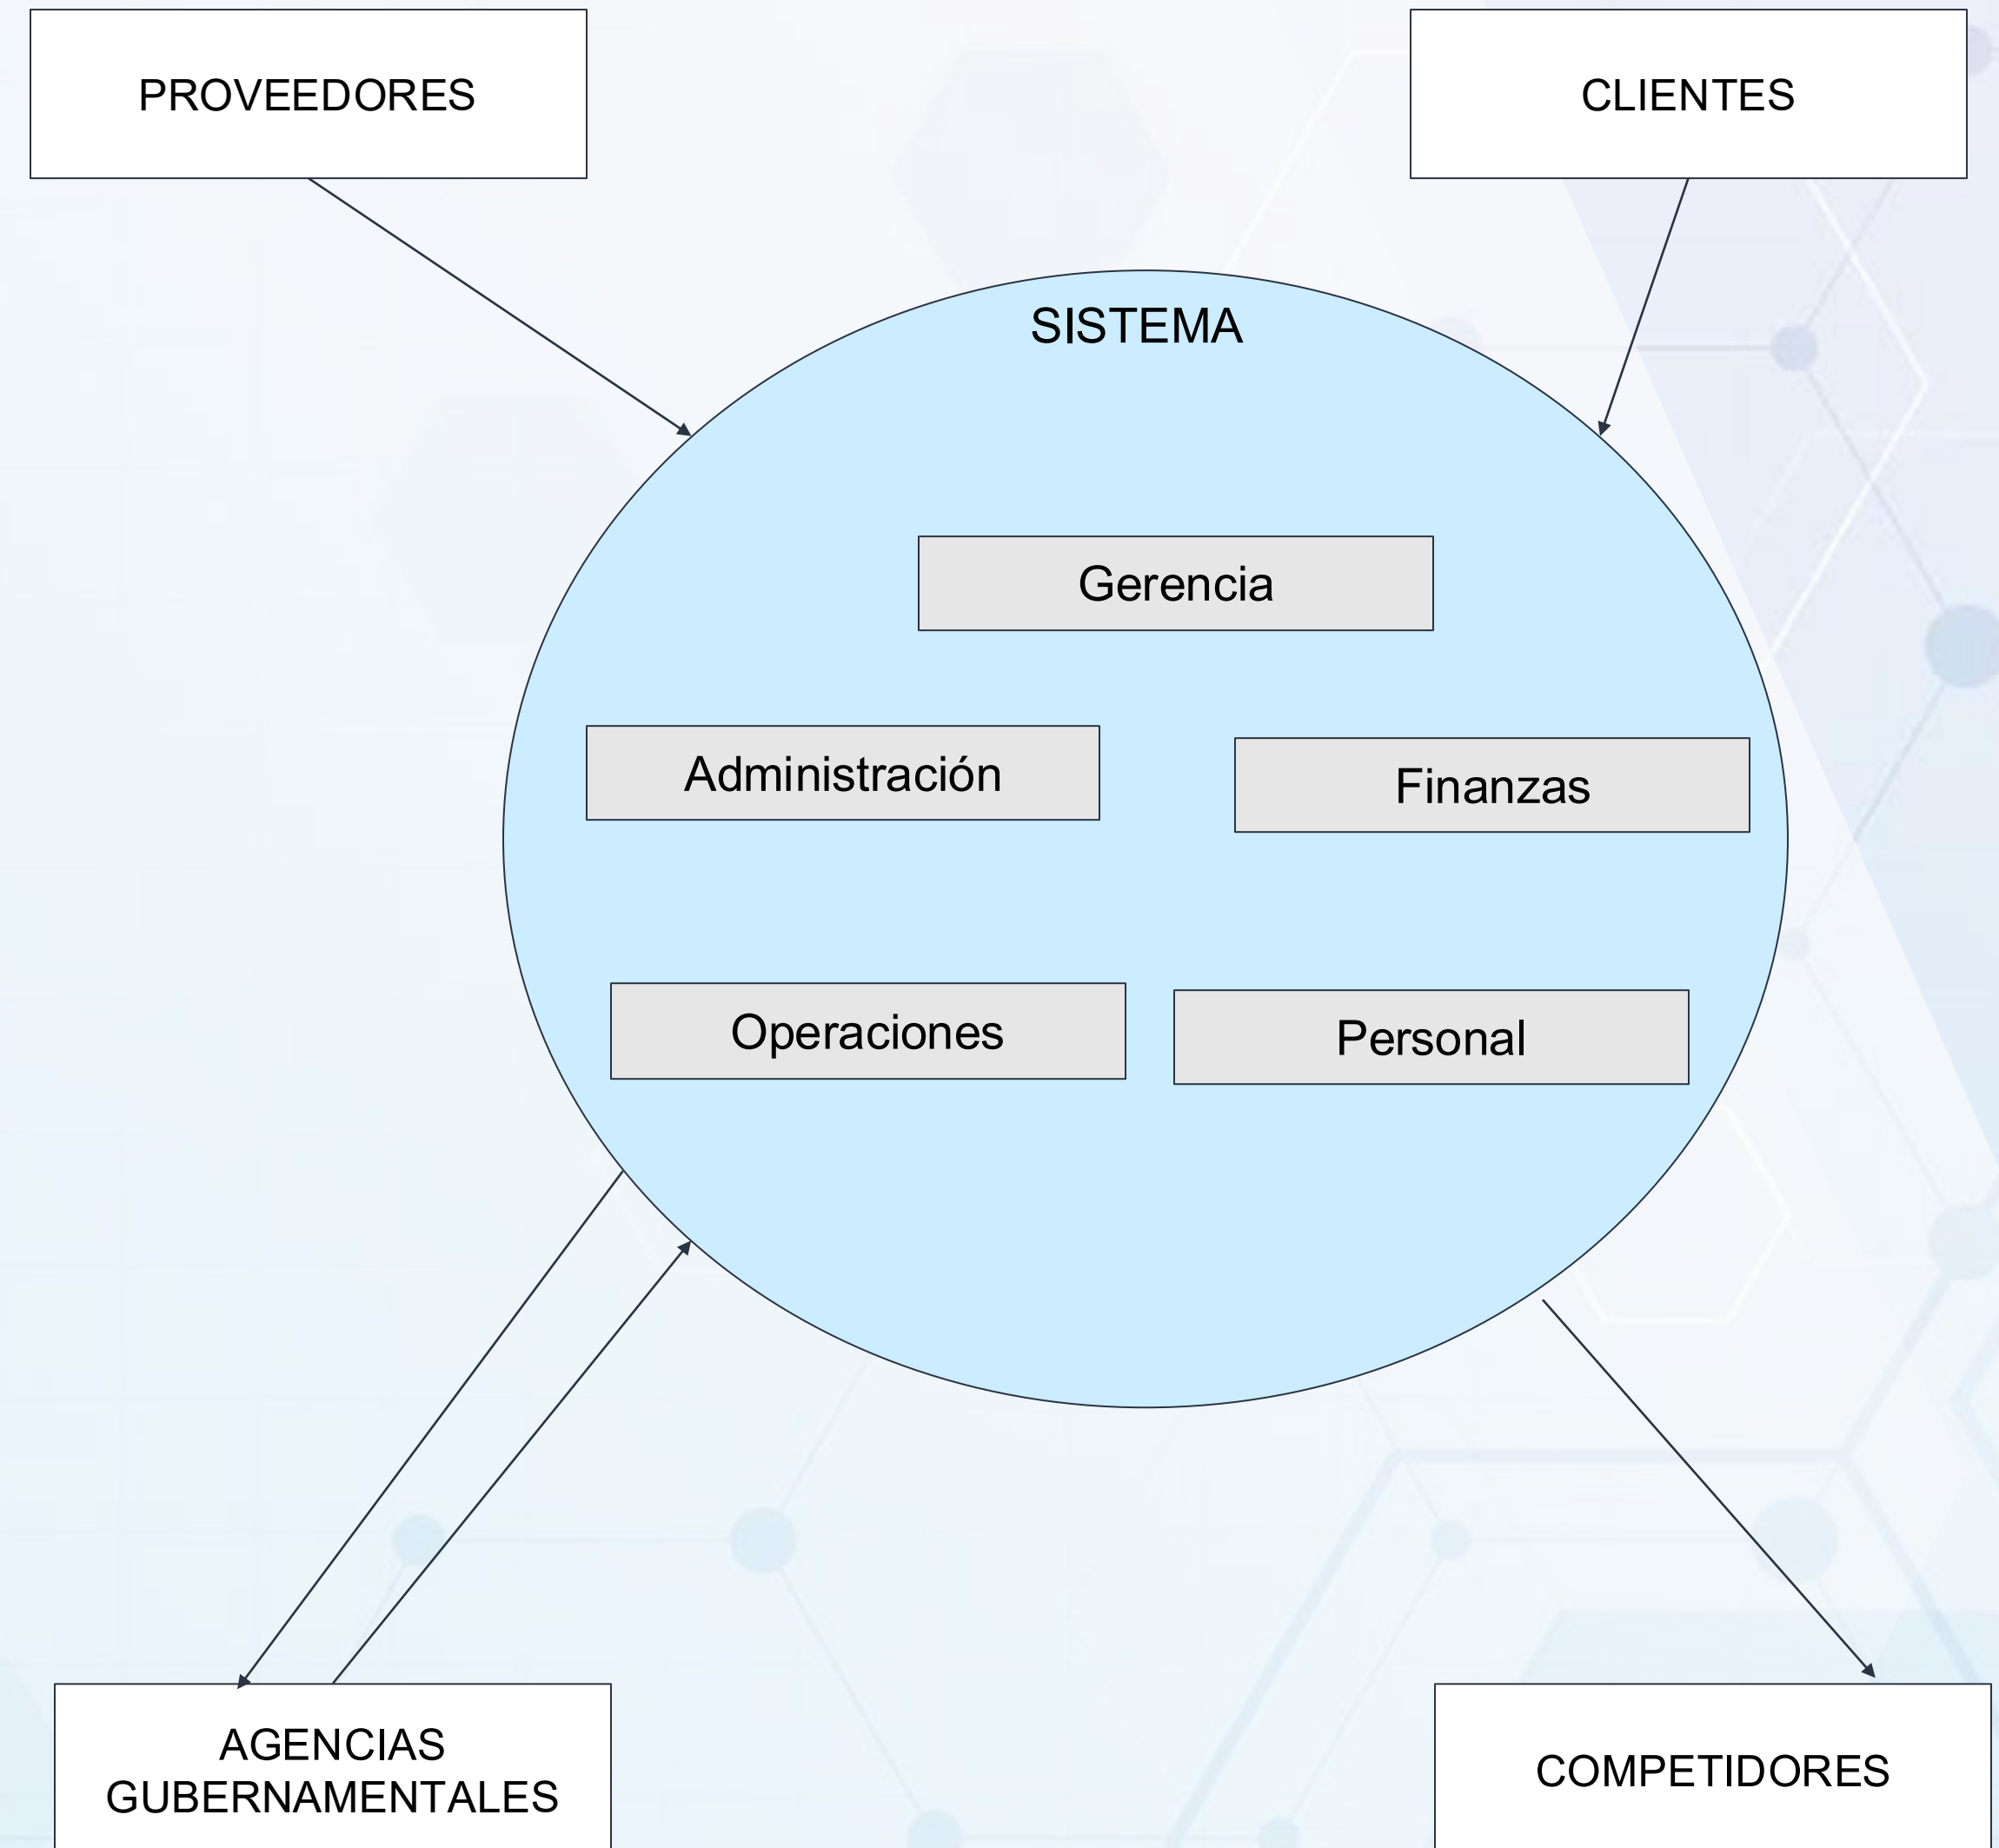 PROVEEDORES
CLIENTES
SISTEMA
Gerencia
Administración
Finanzas
Operaciones
Personal
AGENCIAS
GUBERNAMENTALES
COMPETIDORES